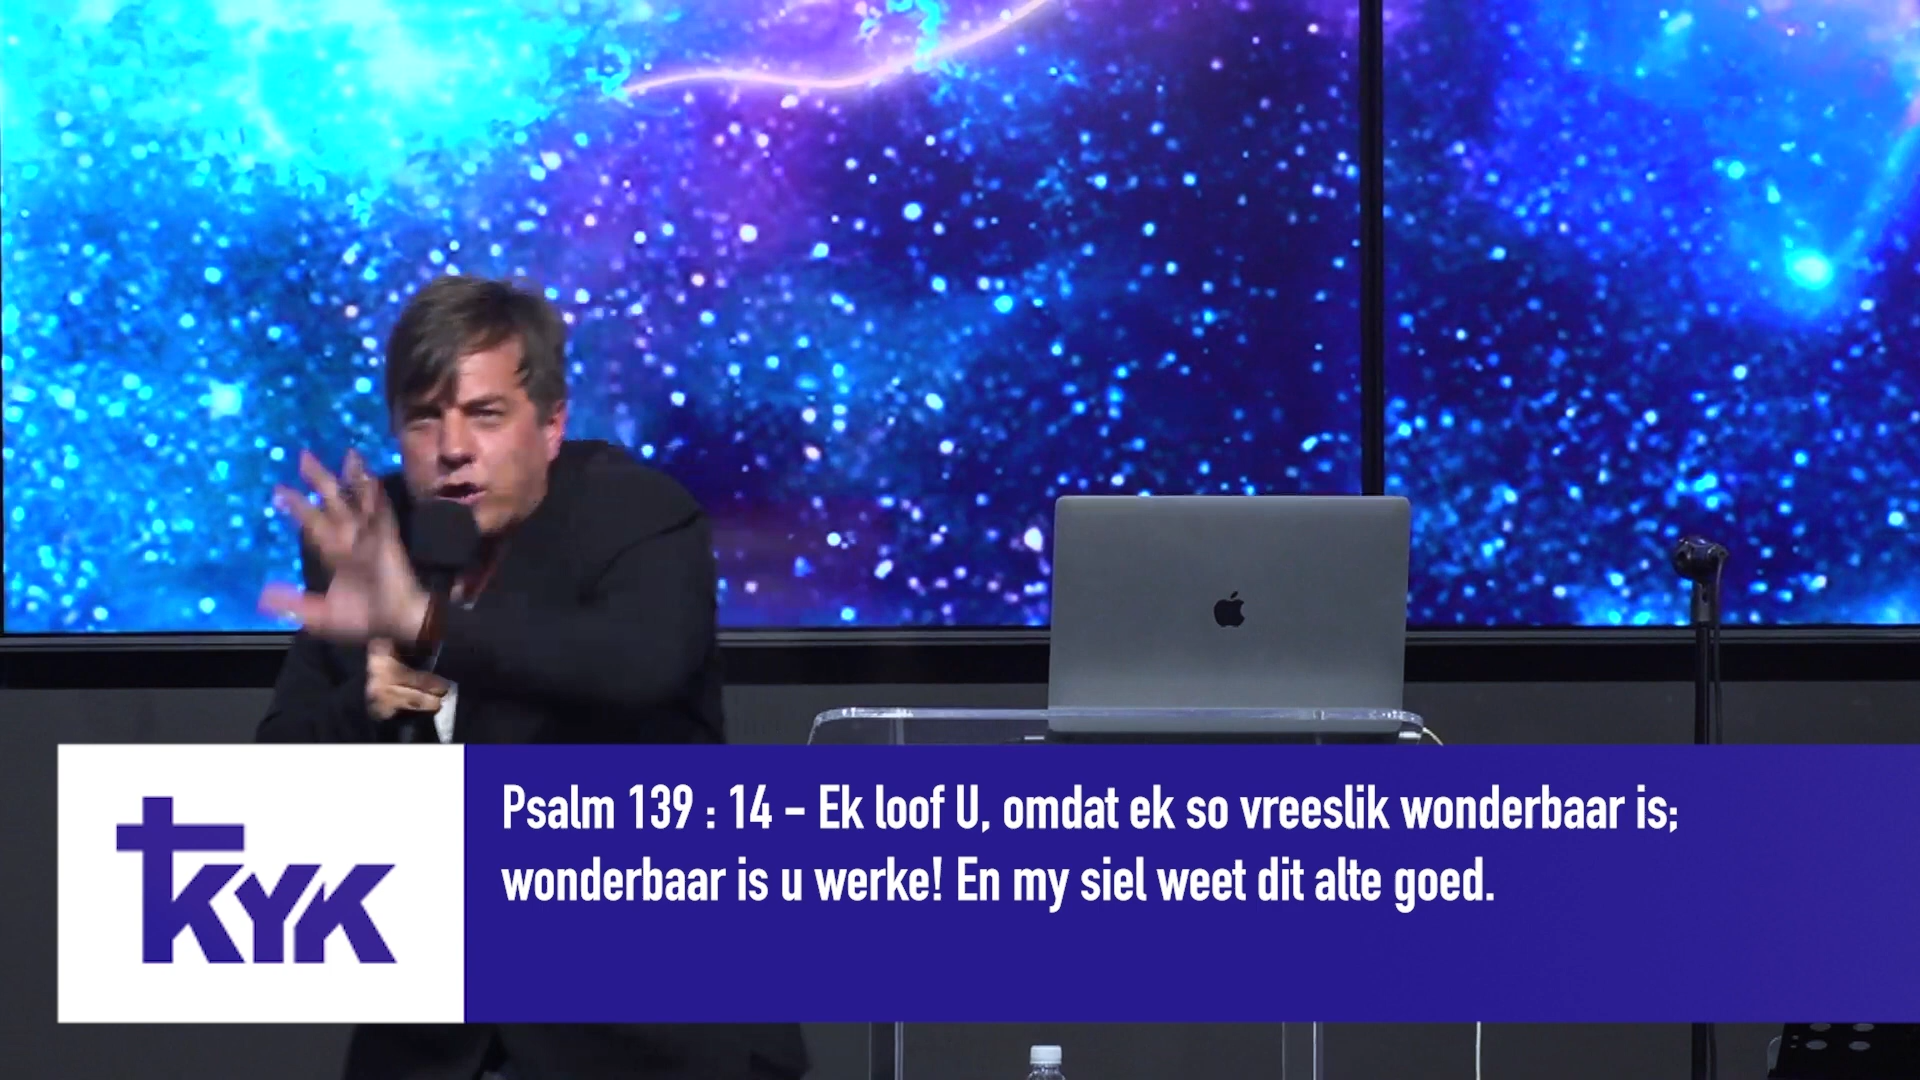 Psalm 139 : 14 – Ek loof U, omdat ek so vreeslik wonderbaar is;
wonderbaar is u werke! En my siel weet dit alte goed.
KYK